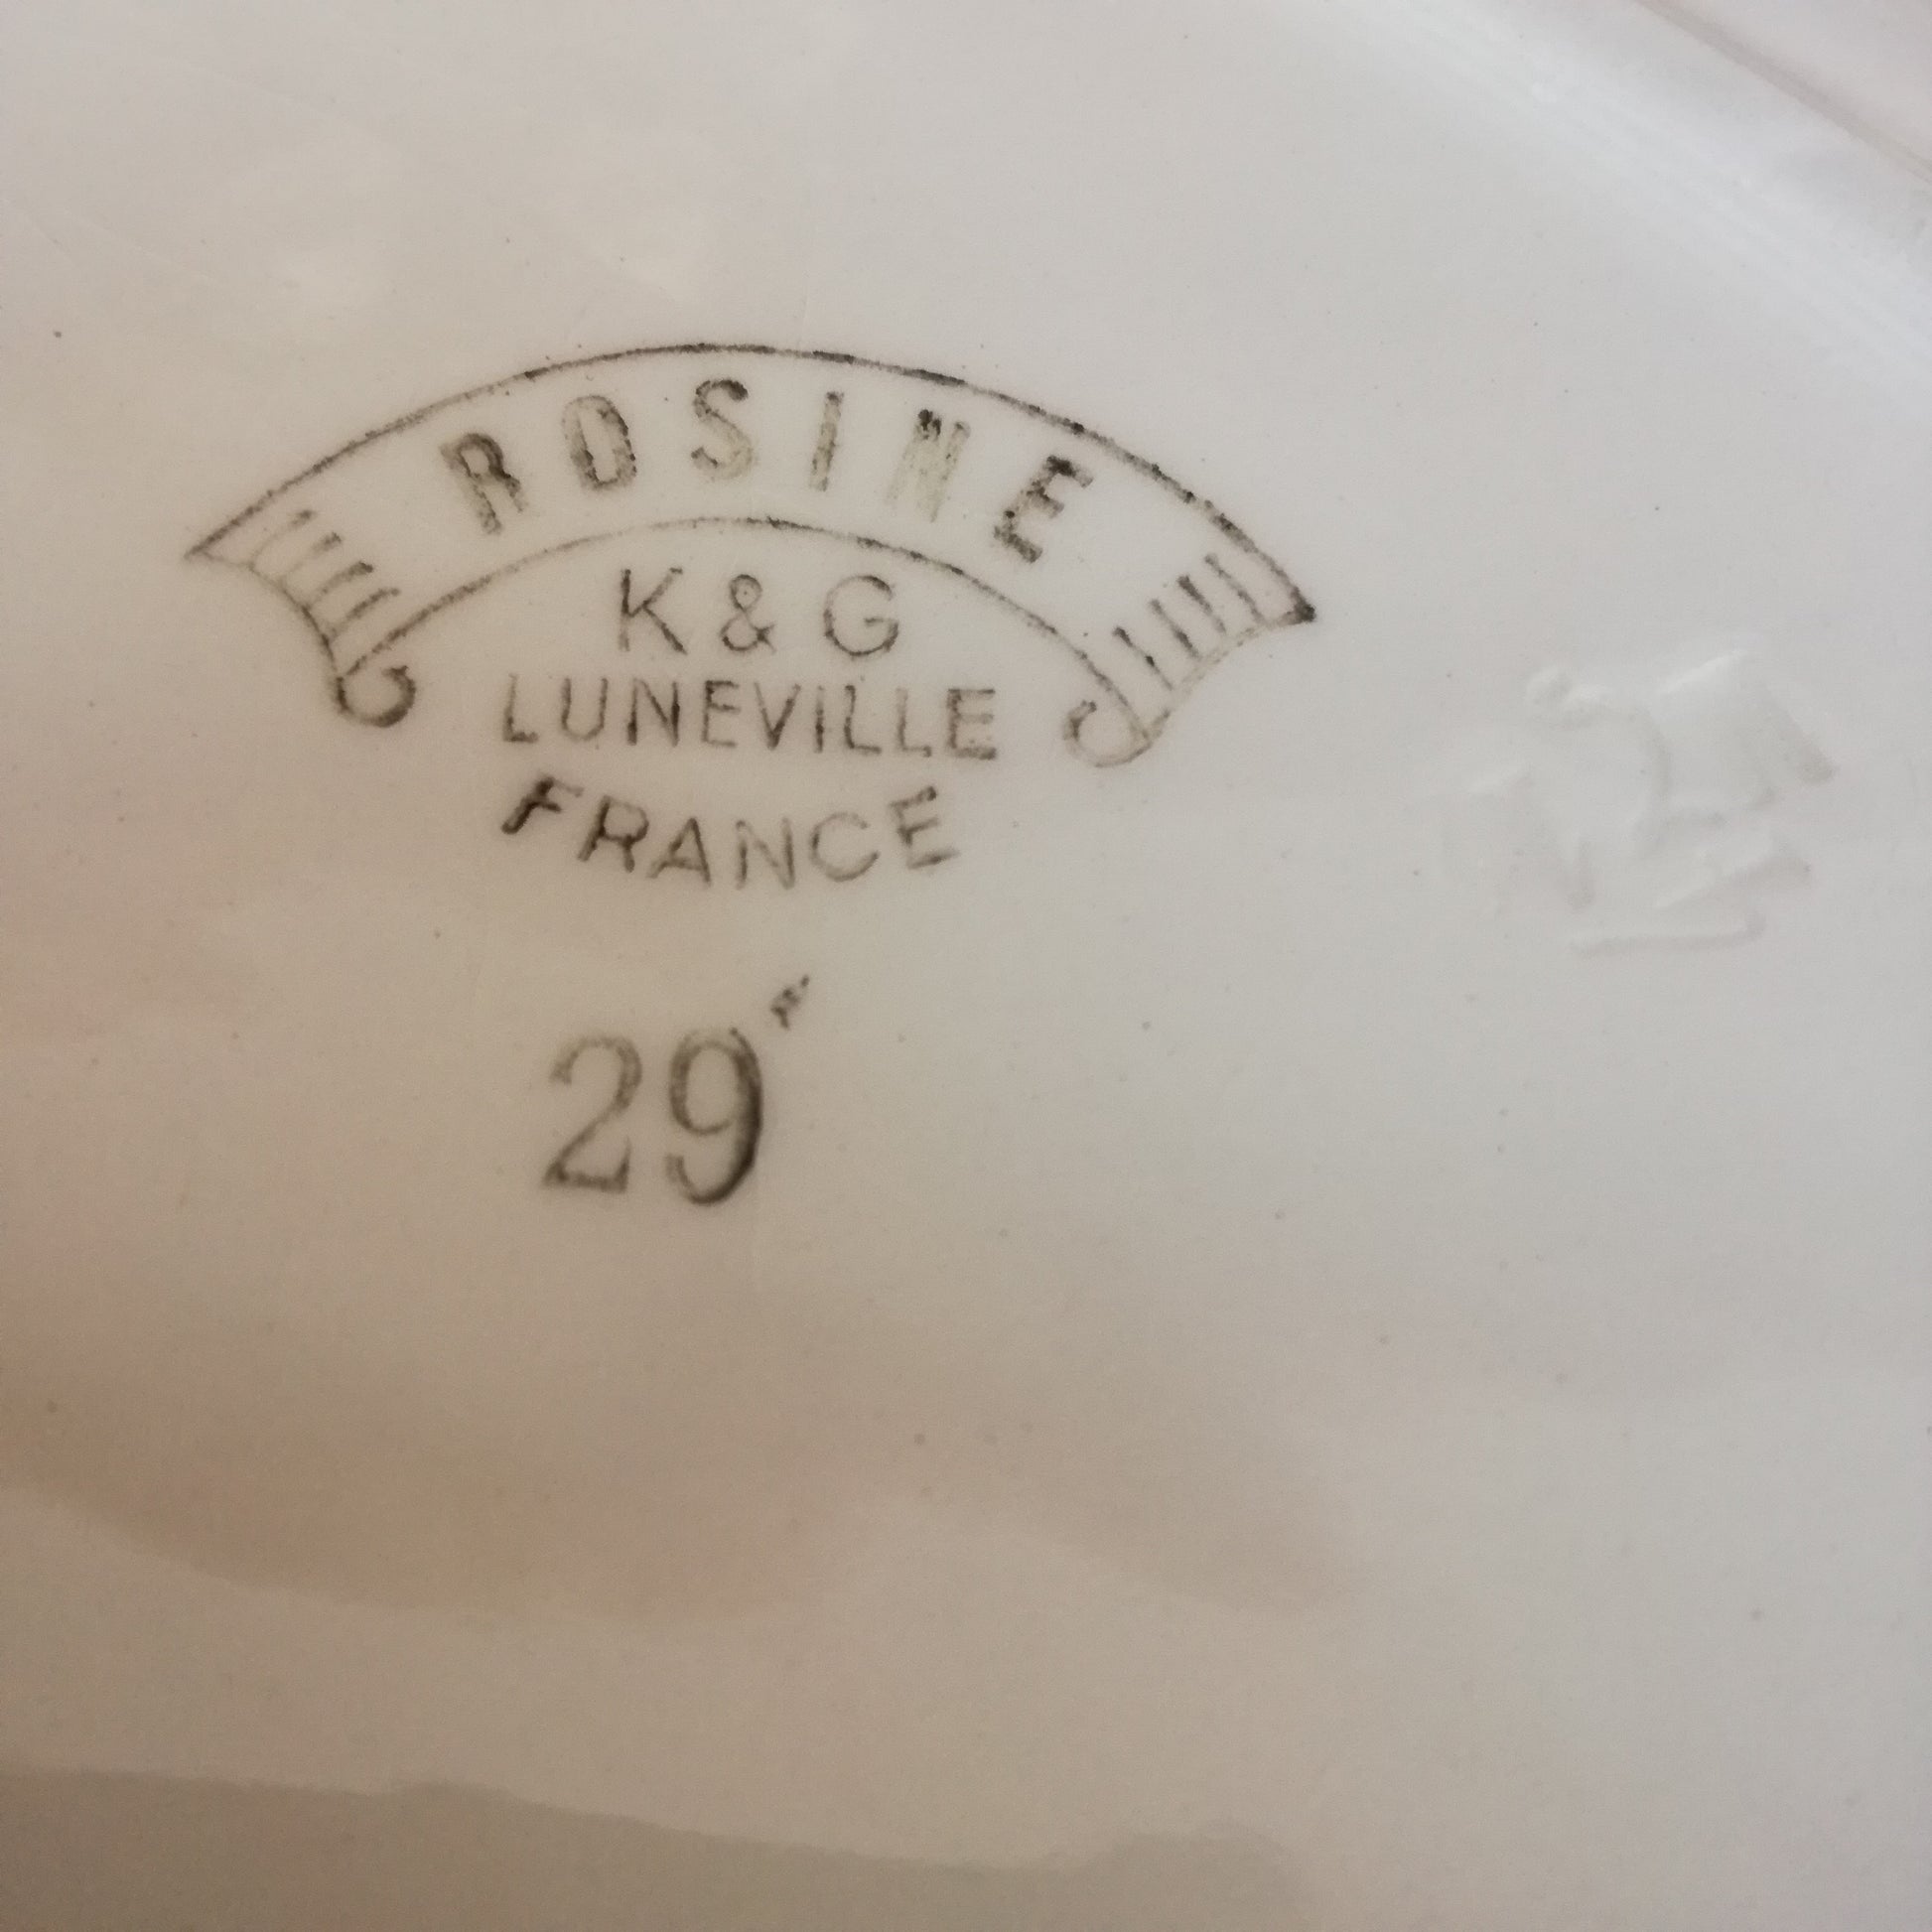 ROSINE
K & G
LUNEVILLE
FRANCE
29